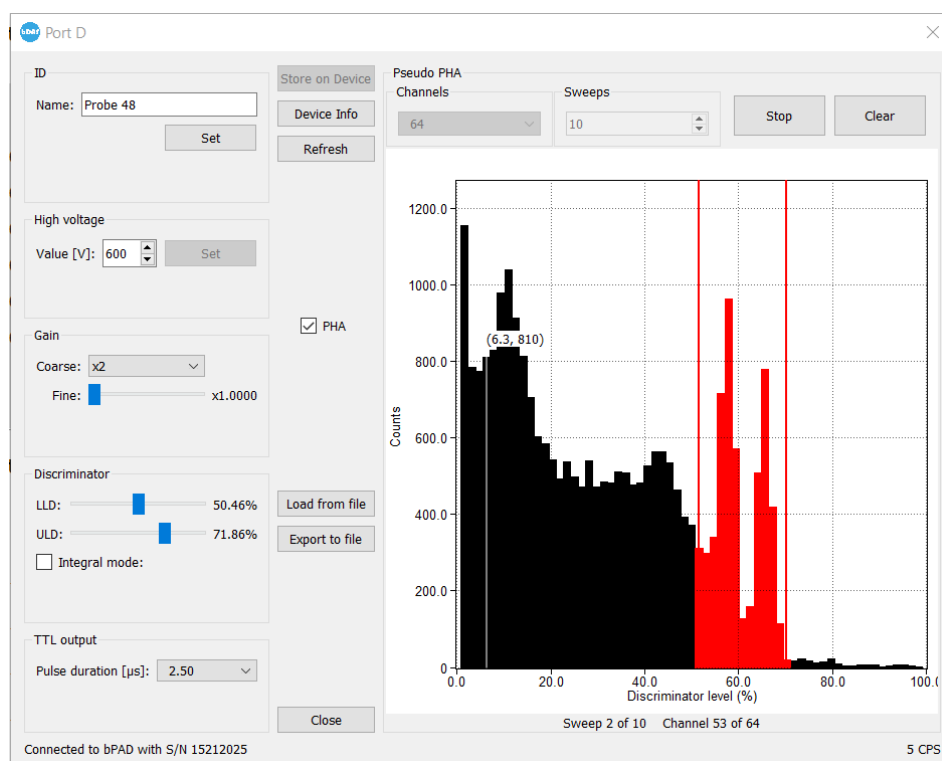 Port D
ID
Name: Probe 48
Set
High voltage
Value [V]: 600 Set
Gain
Coarse: x2
Fine: x1.0000
Discriminator
LLD: 50.46%
ULD: 71.86%
Integral mode:
TTL output
Pulse duration [µs]: 2.50
Store on Device
Device Info
Refresh
PHA
Load from file
Export to file
Close
Pseudo PHA
Channels
64
Sweeps
10
Stop
Clear
1200.0
1000.0
800.0
600.0
400.0
200.0
0
Counts
(6.3, 810)
0.0 20.0 40.0 60.0 80.0 100.0
Discriminator level (%)
Sweep 2 of 10 Channel 53 of 64
Connected to bPAD with S/N 15212025
5 CPS